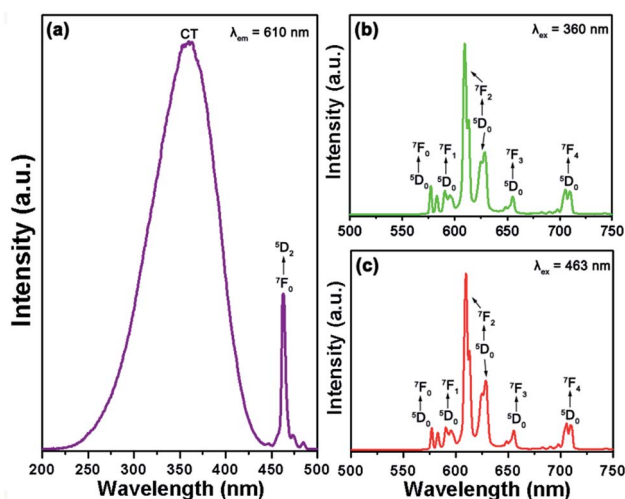 (a)
CT
λem = 610 nm
⁵D₂
⁷F₀
Intensity (a.u.)
200 250 300 350 400 450 500
Wavelength (nm)
(b)
λex = 360 nm
⁷F₂
⁵D₀
⁷F₀ ⁷F₁ ⁷F₃ ⁷F₄
⁵D₀ ⁵D₀ ⁵D₀ ⁵D₀
Intensity (a.u.)
500 550 600 650 700 750
(c)
λex = 463 nm
⁷F₂
⁵D₀
⁷F₀ ⁷F₁ ⁷F₃ ⁷F₄
⁵D₀ ⁵D₀ ⁵D₀ ⁵D₀
Intensity (a.u.)
500 550 600 650 700 750
Wavelength (nm)